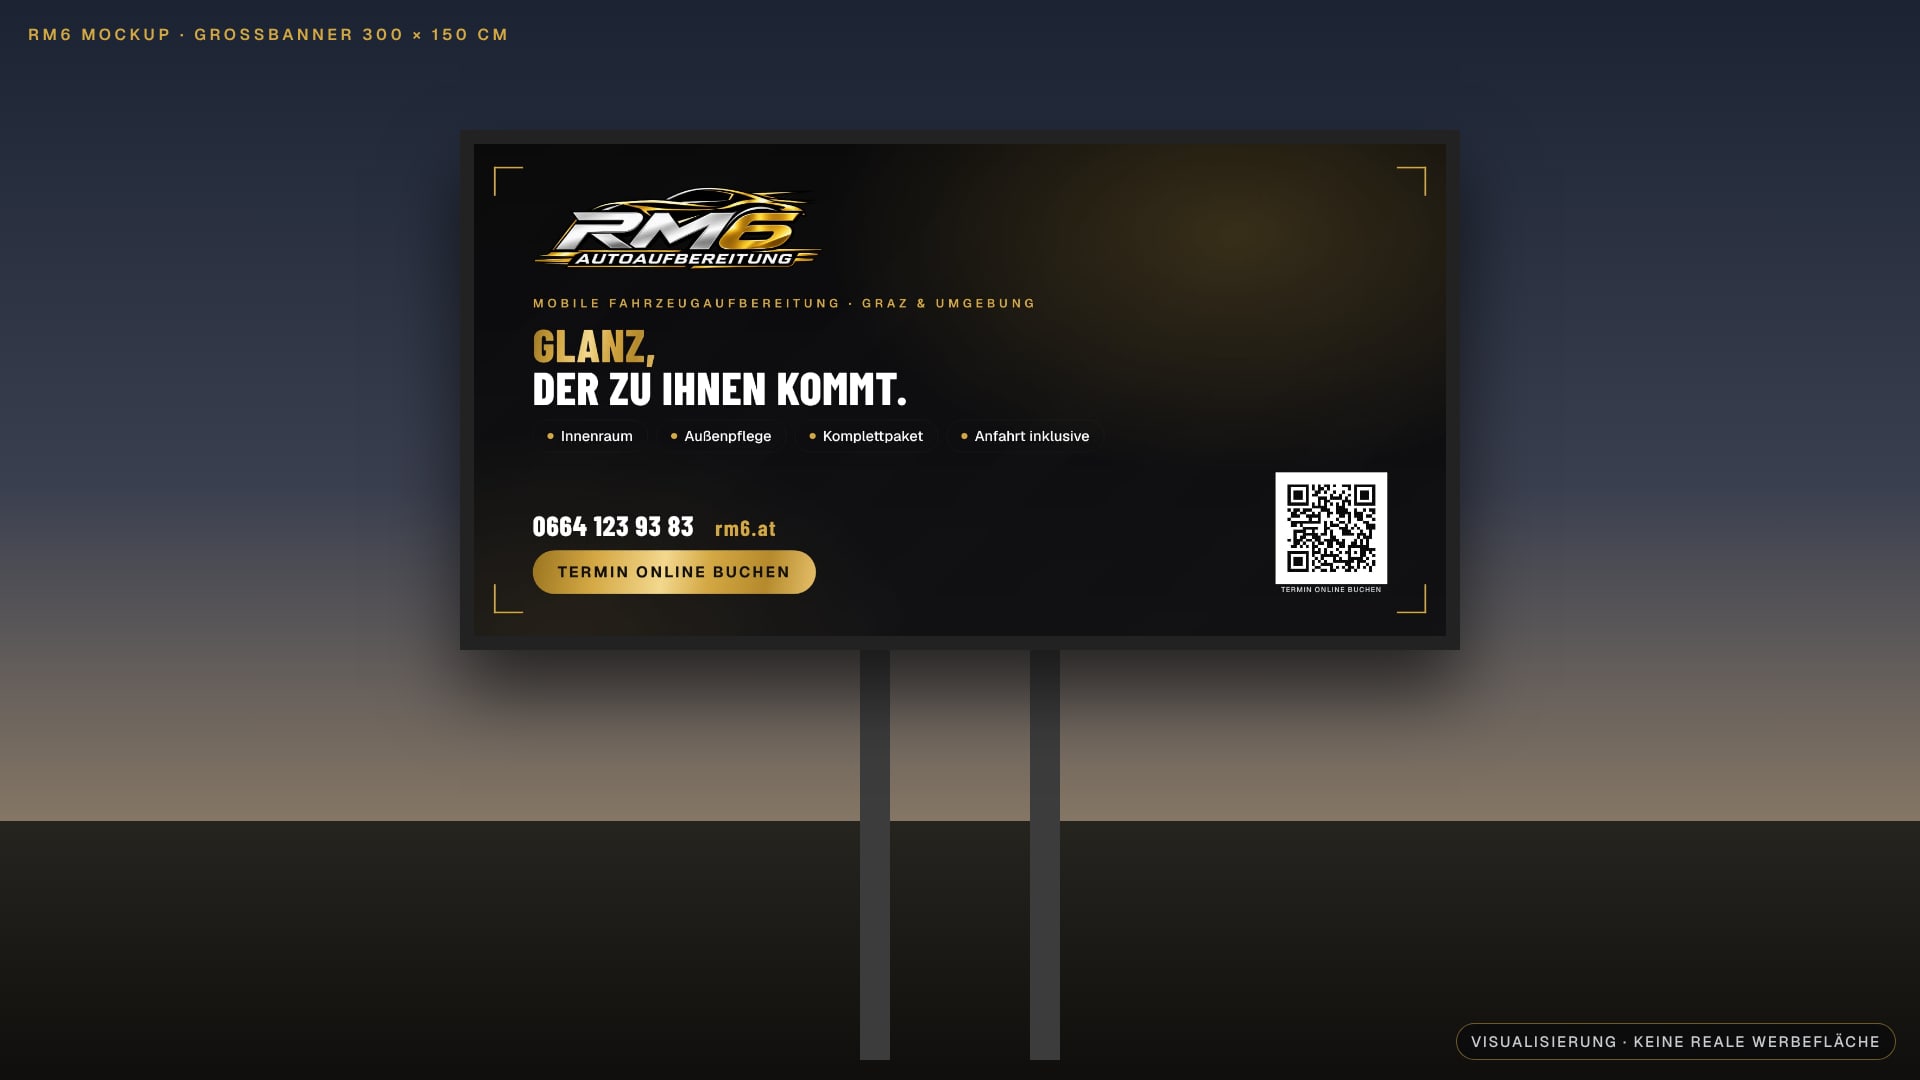 RM6 MOCKUP · GROSSBANNER 300 × 150 CM
RM6
AUTOAUFBEREITUNG
MOBILE FAHRZEUGAUFBEREITUNG · GRAZ & UMGEBUNG
GLANZ,
DER ZU IHNEN KOMMT.
• Innenraum • Außenpflege • Komplettpaket • Anfahrt inklusive
0664 123 93 83 rm6.at
TERMIN ONLINE BUCHEN
TERMIN ONLINE BUCHEN
VISUALISIERUNG · KEINE REALE WERBEFLÄCHE